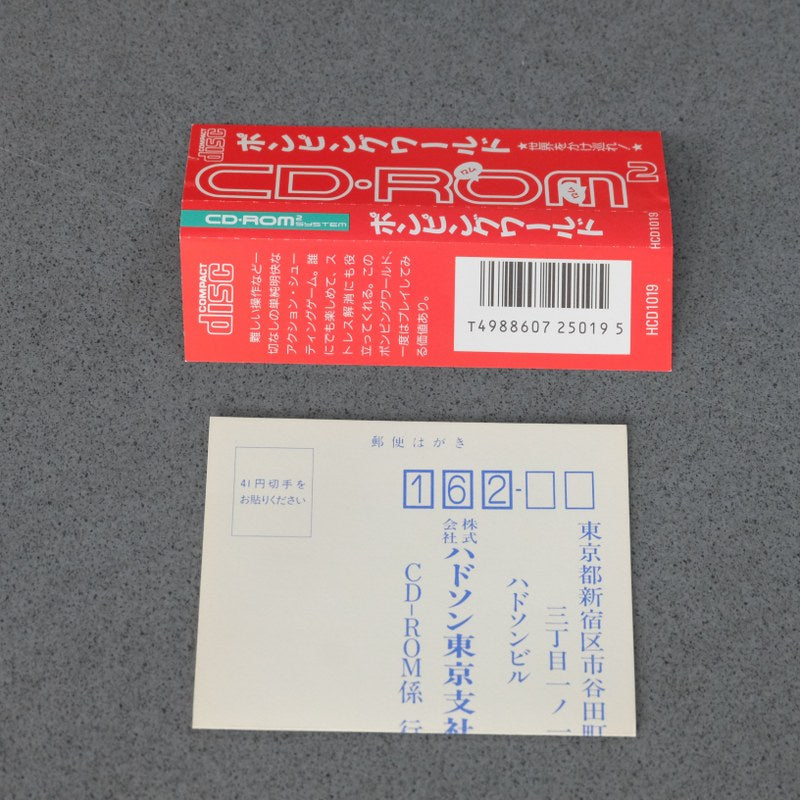 COMPACT
disc
ポンピングワールド
★世界をかけ巡れ!★
CD・ROM2
ロム
ロム
CD・ROM2
SYSTEM
ポンピングワールド
HCD1019
COMPACT
disc
難しい操作など一
切なしの単純明快な
アクション・シュー
ティングゲーム。誰
にでも楽しめて、ス
トレス解消にも役
立ってくれる。この
ポンピングワールド、
一度はプレイしてみ
る価値あり。
T4988607 25019 5
HCD1019
郵便はがき
41円切手を
お貼りください
162-
東京都新宿区市谷田町
三丁目一ノ一
ハドソンビル
株式
会社
ハドソン東京支社
CD-ROM係 行